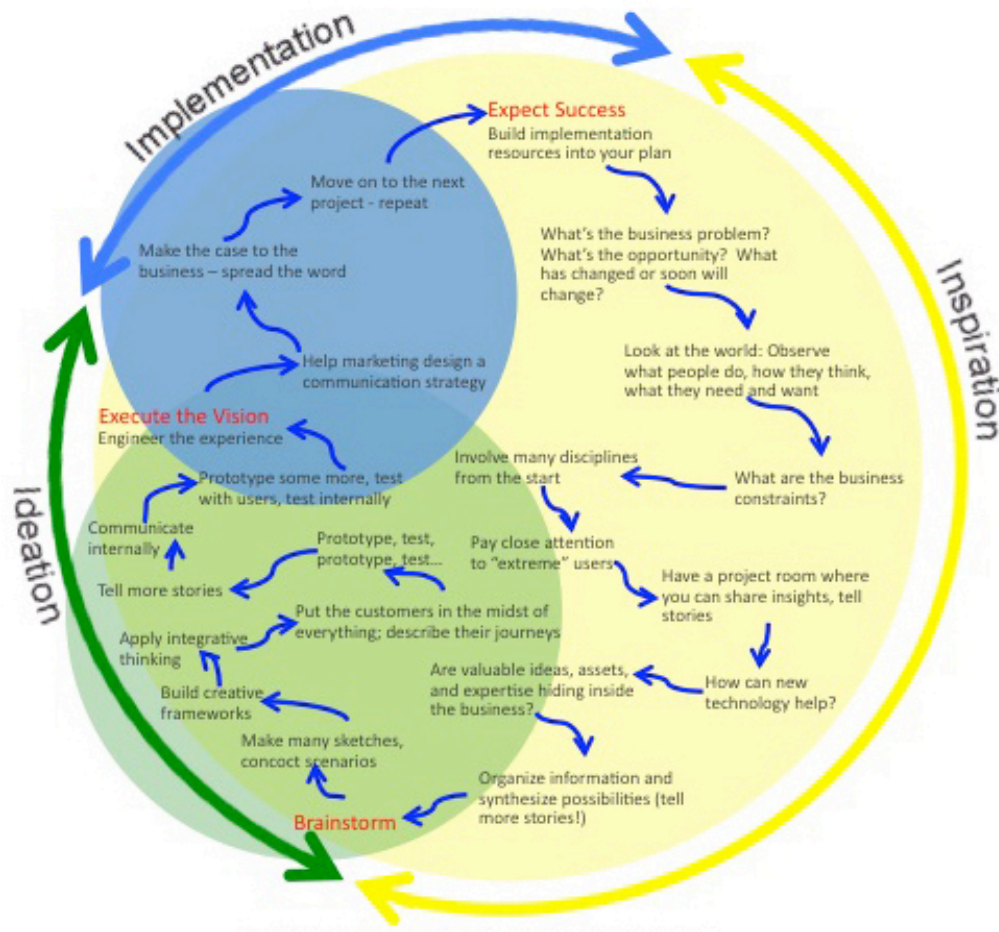 Implementation
Expect Success
Build implementation
resources into your plan
What's the business problem?
What's the opportunity?  What
has changed or soon will
change?
Look at the world: Observe
what people do, how they think,
what they need and want
What are the business
constraints?
Involve many disciplines
from the start
Pay close attention
to "extreme" users
Have a project room where
you can share insights, tell
stories
How can new
technology help?
Are valuable ideas, assets,
and expertise hiding inside
the business?
Organize information and
synthesize possibilities (tell
more stories!)
Inspiration
Brainstorm
Make many sketches,
concoct scenarios
Build creative
frameworks
Apply integrative
thinking
Put the customers in the midst of
everything; describe their journeys
Prototype, test,
prototype, test...
Tell more stories
Communicate
internally
Prototype some more, test
with users, test internally
Ideation
Execute the Vision
Engineer the experience
Help marketing design a
communication strategy
Make the case to the
business – spread the word
Move on to the next
project - repeat